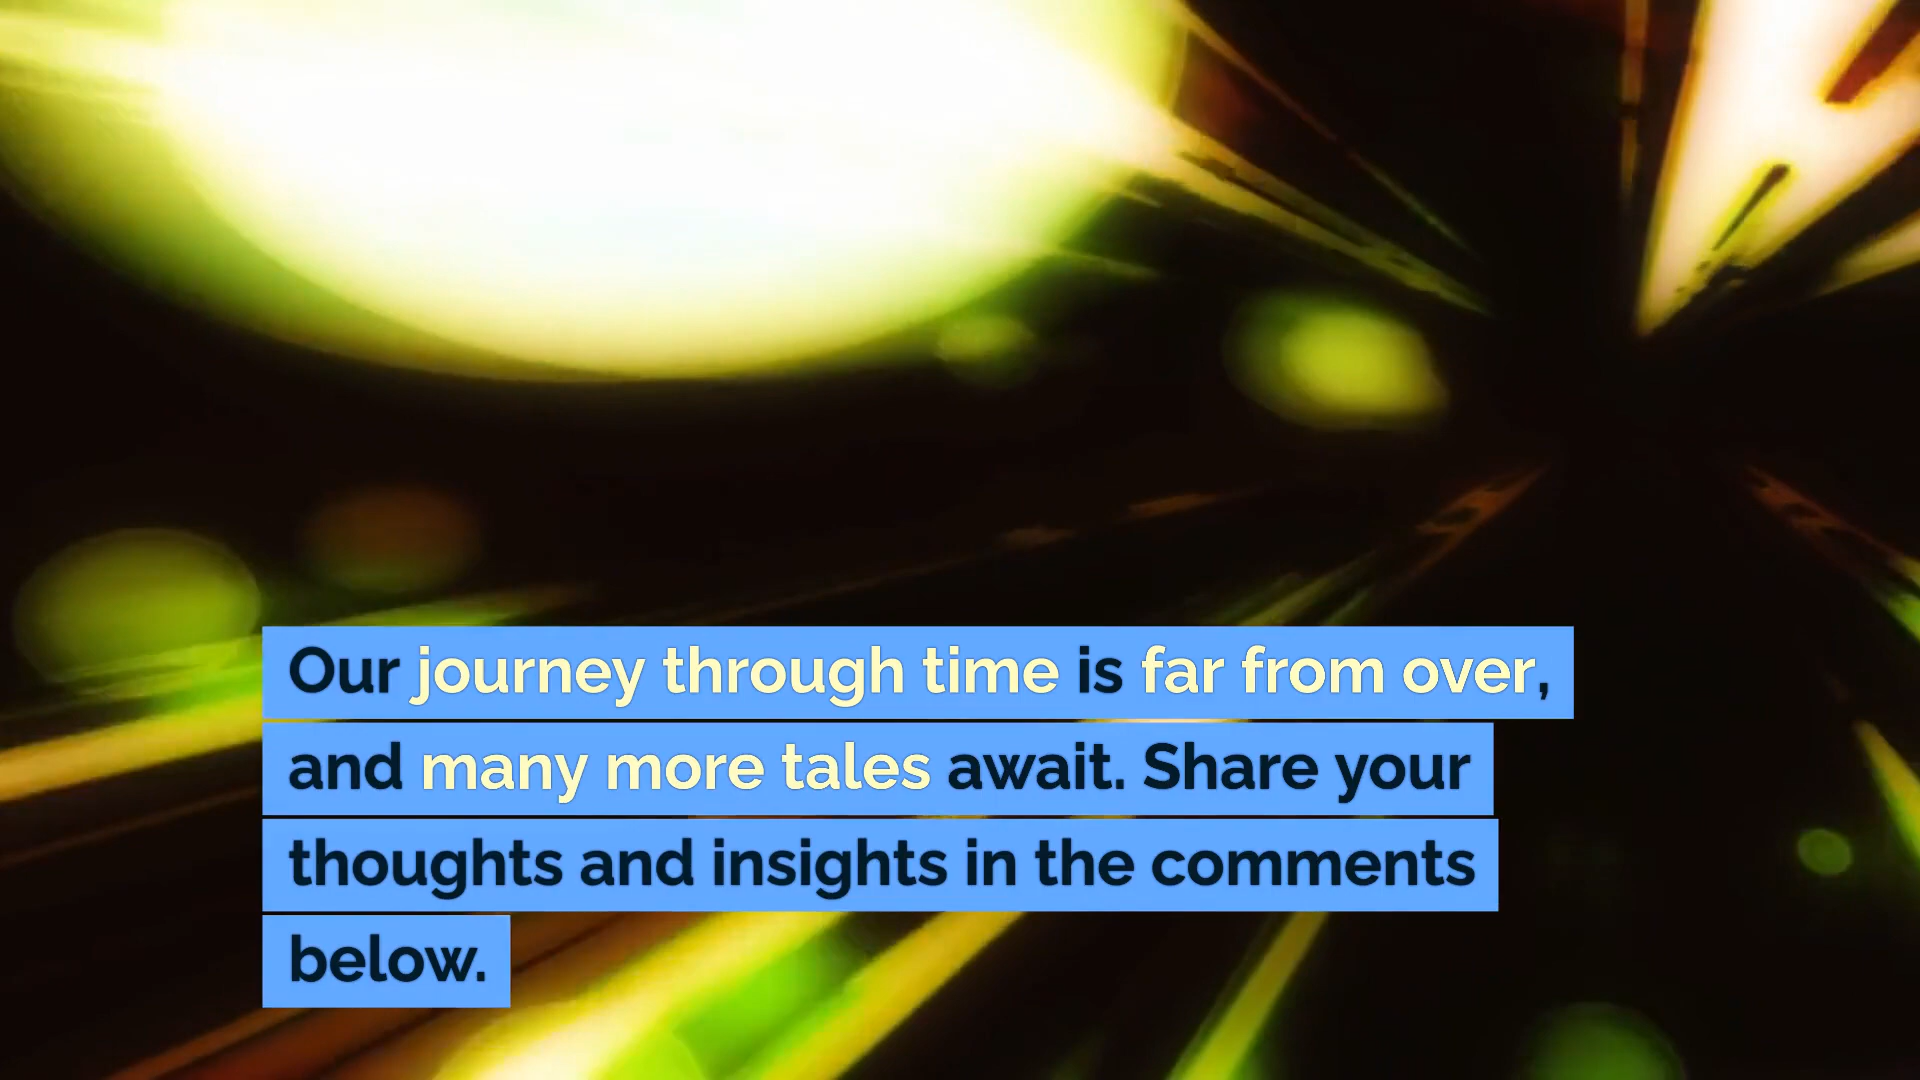 Our journey through time is far from over,
and many more tales await. Share your
thoughts and insights in the comments
below.